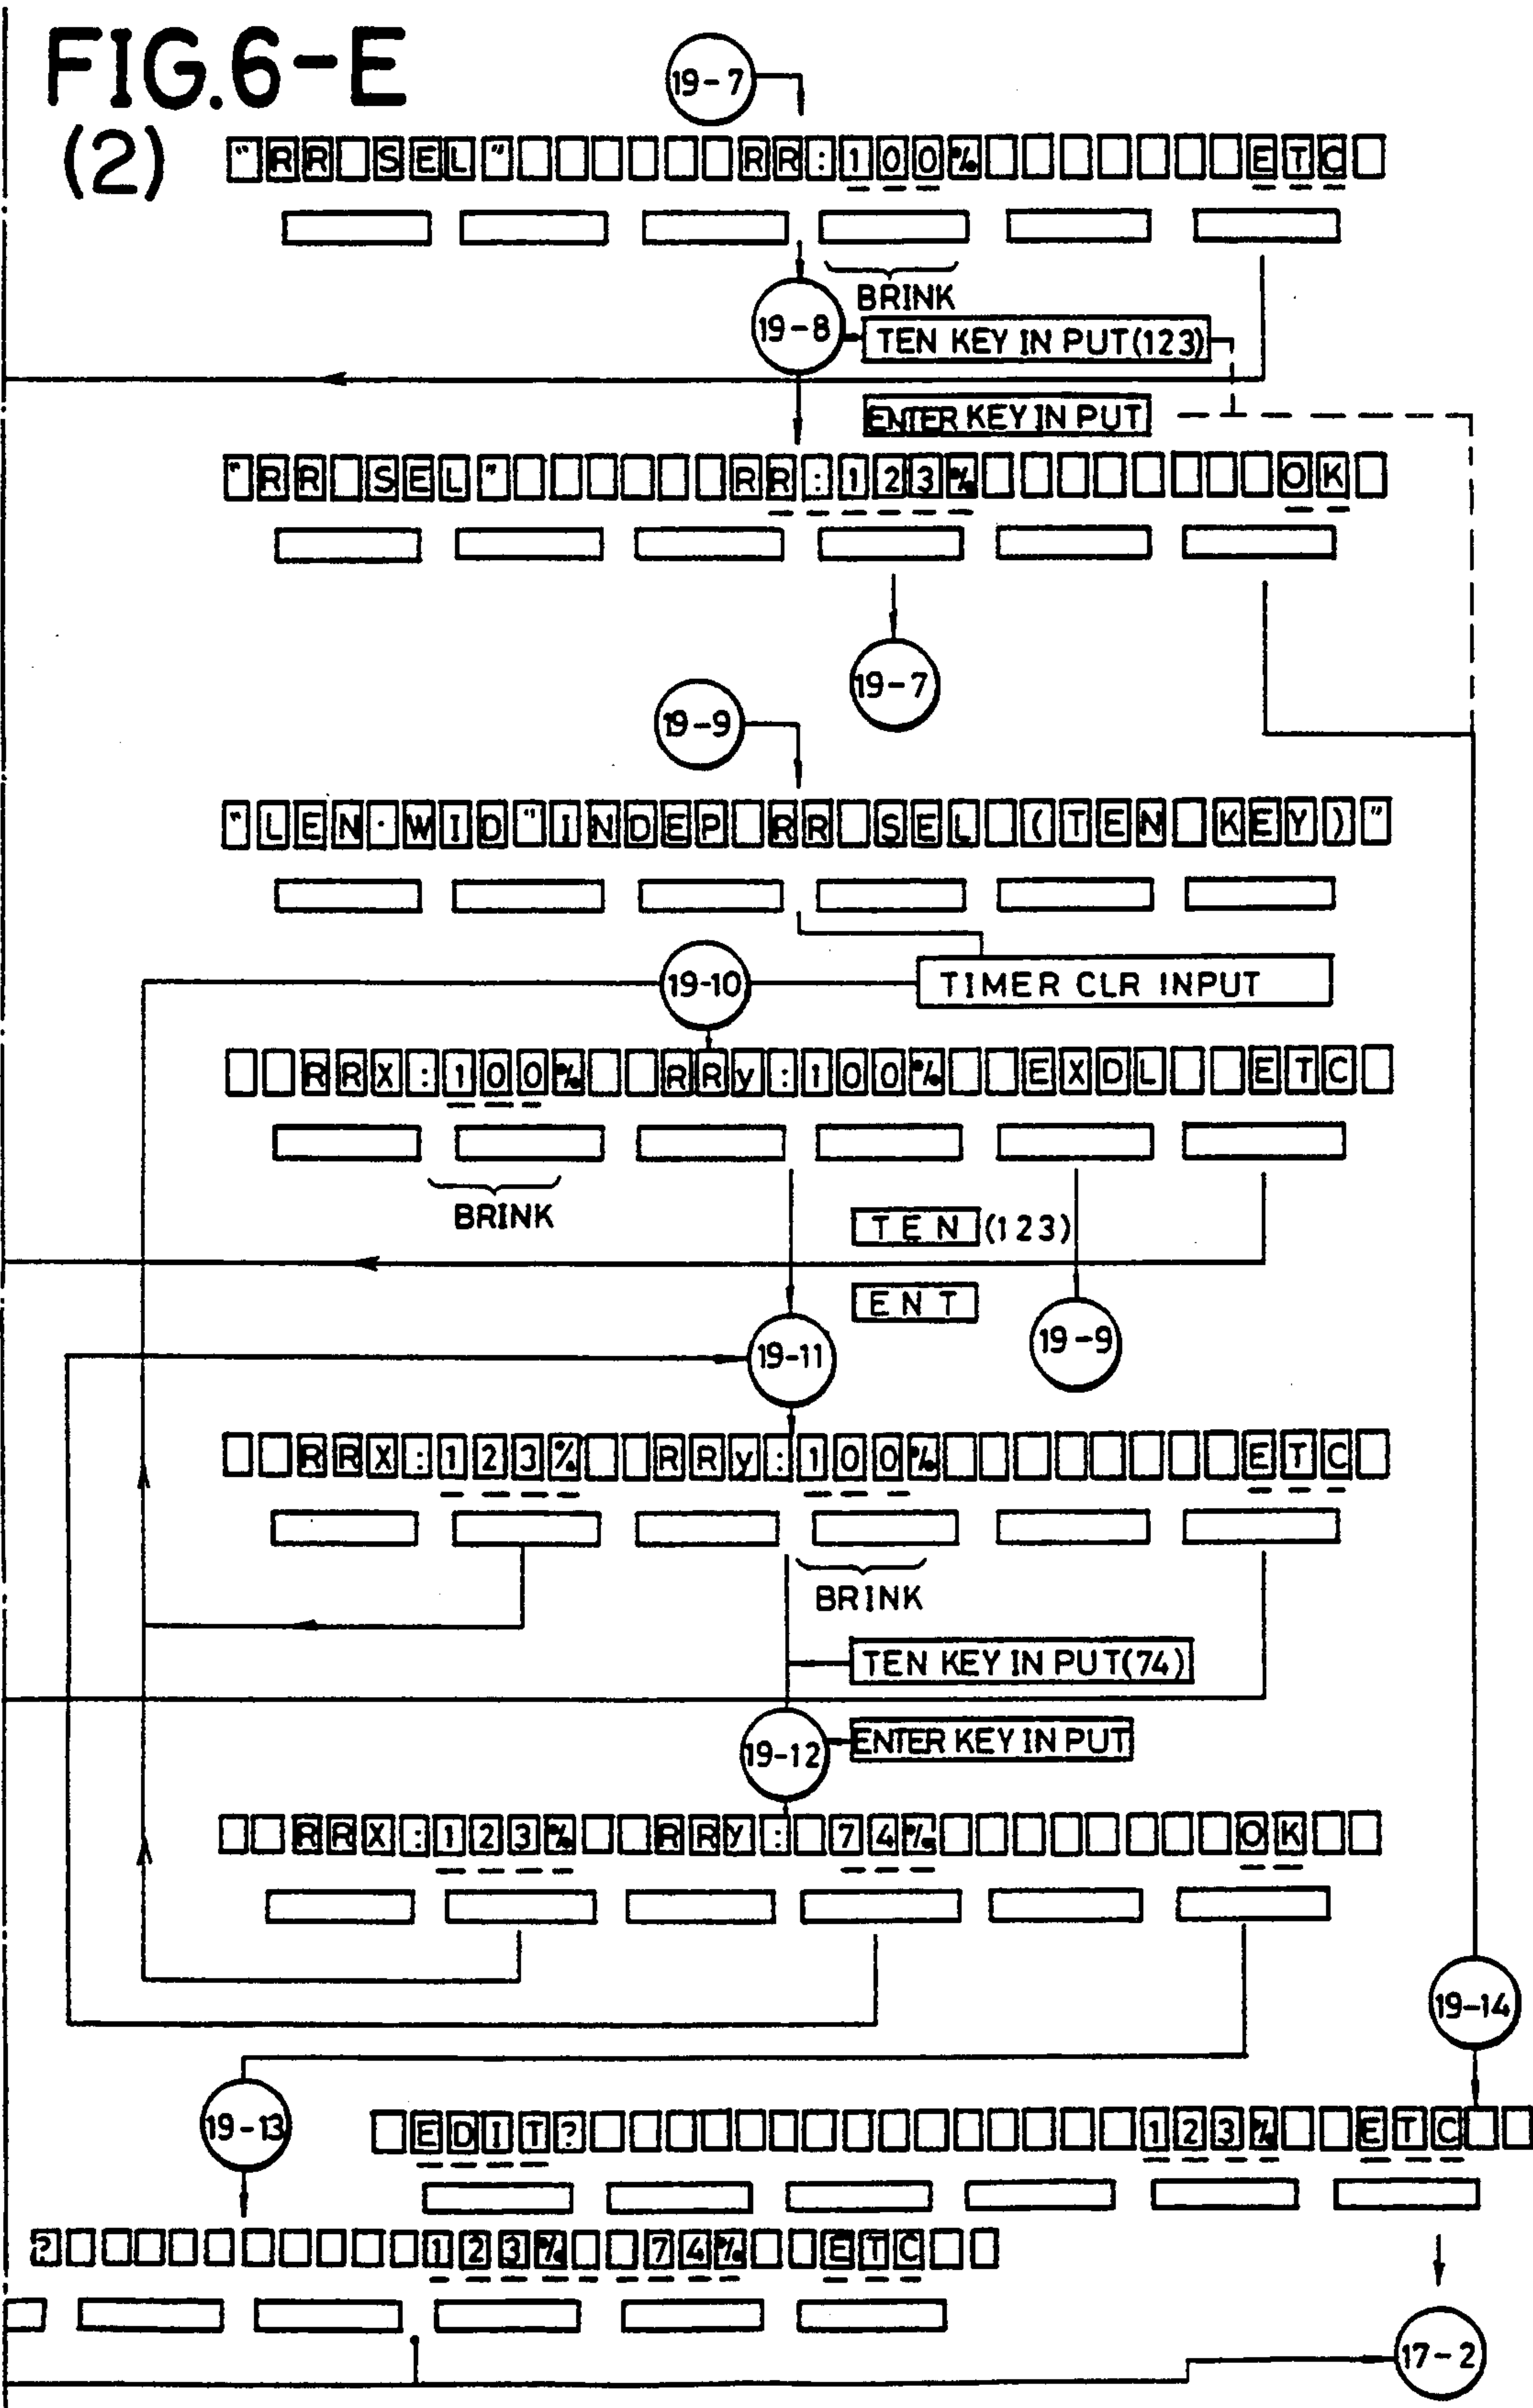 FIG.6-E
(2)
19-7
"RR SEL" RR:100% ETC
BRINK
19-8
TEN KEY IN PUT(123)
ENTER KEY IN PUT
"RR SEL" RR:123% OK
19-7
19-9
"LEN·WID"INDEP RR SEL (TEN KEY)"
19-10
TIMER CLR INPUT
RRX:100% RRy:100% EXDL ETC
BRINK
TEN (123)
ENT
19-11
19-9
RRX:123% RRy:100% ETC
BRINK
TEN KEY IN PUT(74)
19-12
ENTER KEY IN PUT
RRX:123% RRy: 74% OK
19-14
19-13
EDIT? 123% ETC
? 123% 74% ETC
17-2